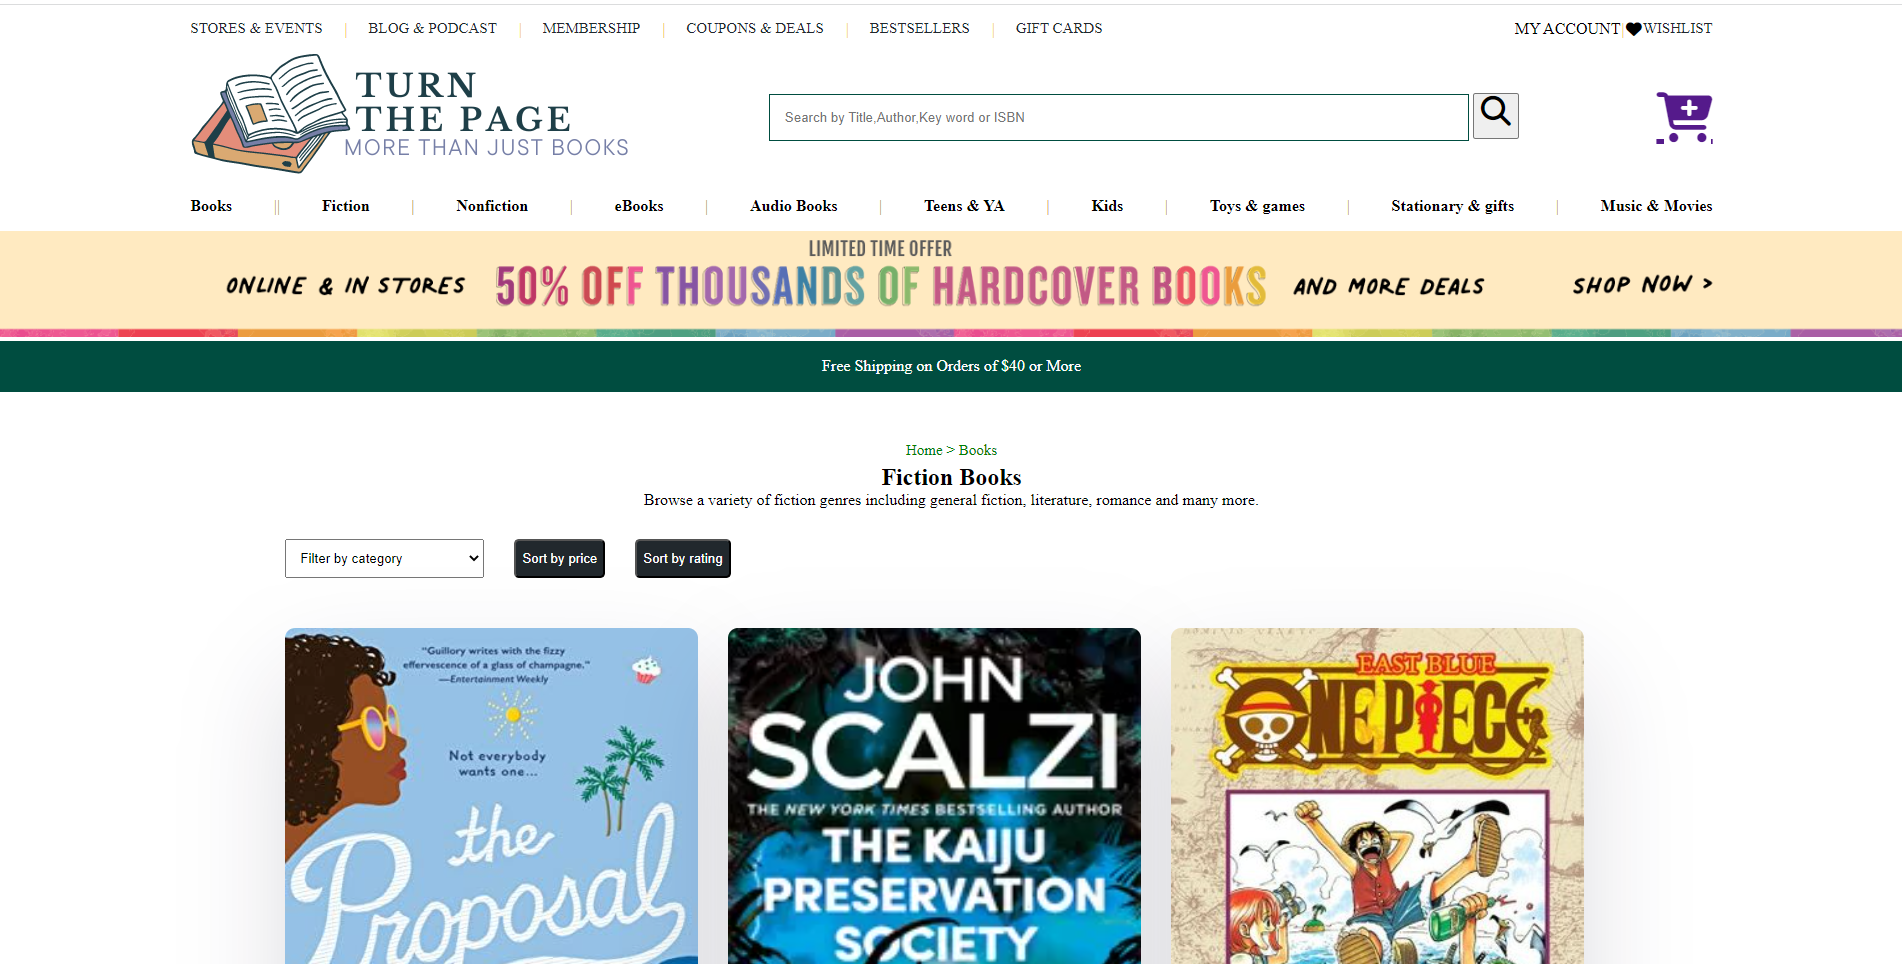 STORES & EVENTS | BLOG & PODCAST | MEMBERSHIP | COUPONS & DEALS | BESTSELLERS | GIFT CARDS
MY ACCOUNT | WISHLIST
TURN
THE PAGE
MORE THAN JUST BOOKS
Search by Title,Author,Key word or ISBN
Books || Fiction | Nonfiction | eBooks | Audio Books | Teens & YA | Kids | Toys & games | Stationary & gifts | Music & Movies
LIMITED TIME OFFER
ONLINE & IN STORES 50% OFF THOUSANDS OF HARDCOVER BOOKS AND MORE DEALS SHOP NOW >
Free Shipping on Orders of $40 or More
Home > Books
Fiction Books
Browse a variety of fiction genres including general fiction, literature, romance and many more.
Filter by category
Sort by price
Sort by rating
"Guillory writes with the fizzy
effervescence of a glass of champagne."
—Entertainment Weekly
Not everybody
wants one...
the
Proposal
JOHN
SCALZI
THE NEW YORK TIMES BESTSELLING AUTHOR
THE KAIJU
PRESERVATION
SOCIETY
EAST BLUE
ONE PIECE